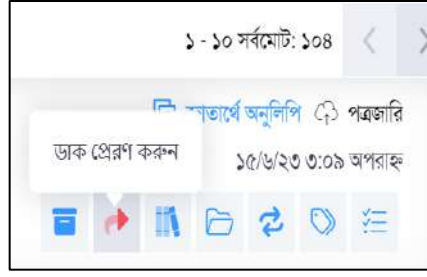 ১ - ১০ সর্বমোট: ১০৪
অনুলিপি পত্রজারি
ডাক প্রেরণ করুন
১৫/৬/২৩ ৩:০৯ অপরাহ্ন